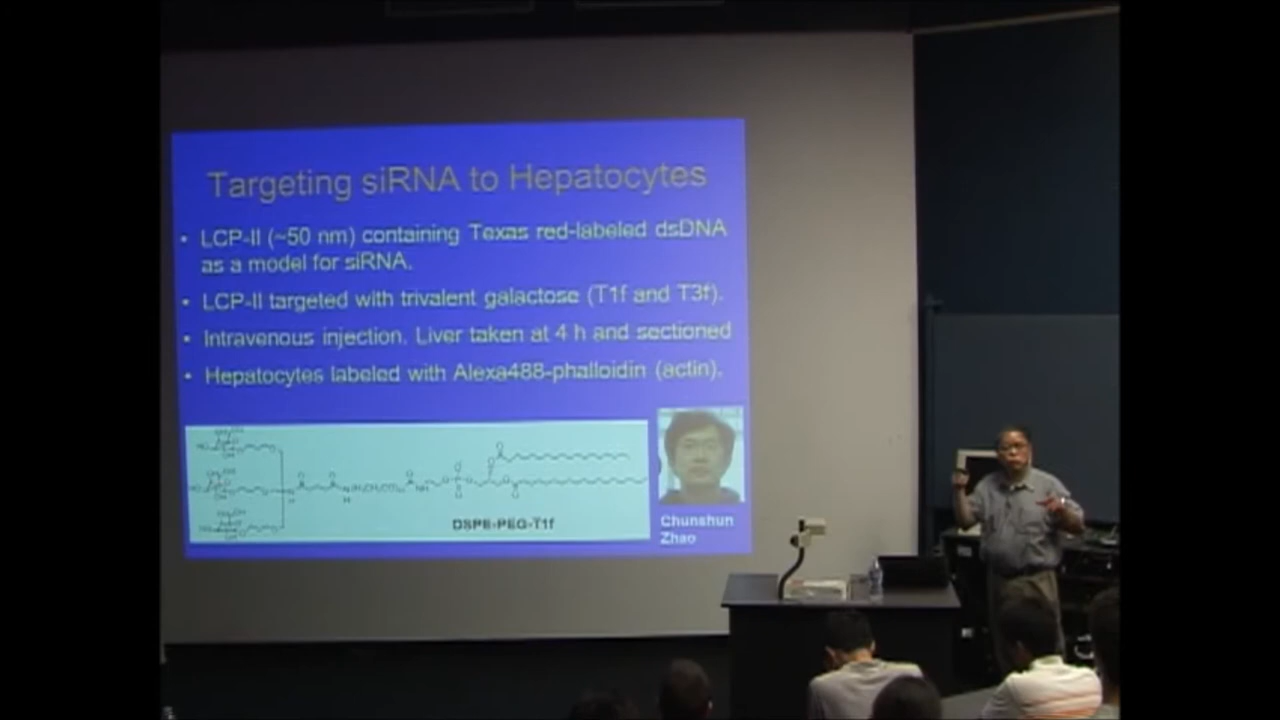 Targeting siRNA to Hepatocytes
• LCP-II (~50 nm) containing Texas red-labeled dsDNA
as a model for siRNA.
• LCP-II targeted with trivalent galactose (T1f and T3f).
• Intravenous injection. Liver taken at 4 h and sectioned
• Hepatocytes labeled with Alexa488-phalloidin (actin).
DSPE-PEG-T1f
Chunshun
Zhao